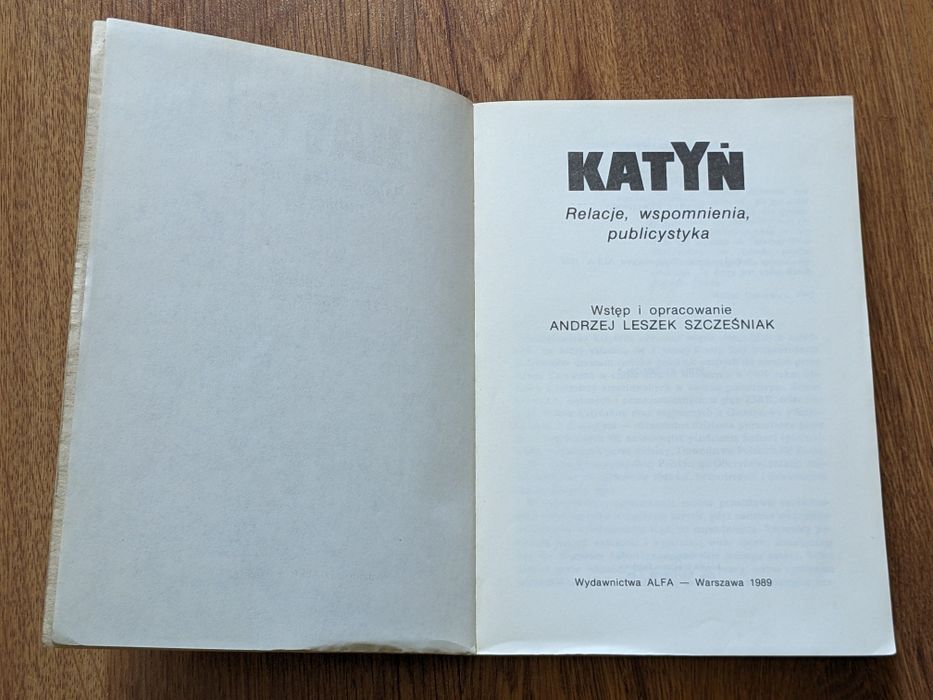 KATYŃ
Relacje, wspomnienia,
publicystyka
Wstęp i opracowanie
ANDRZEJ LESZEK SZCZEŚNIAK
Wydawnictwa ALFA — Warszawa 1989